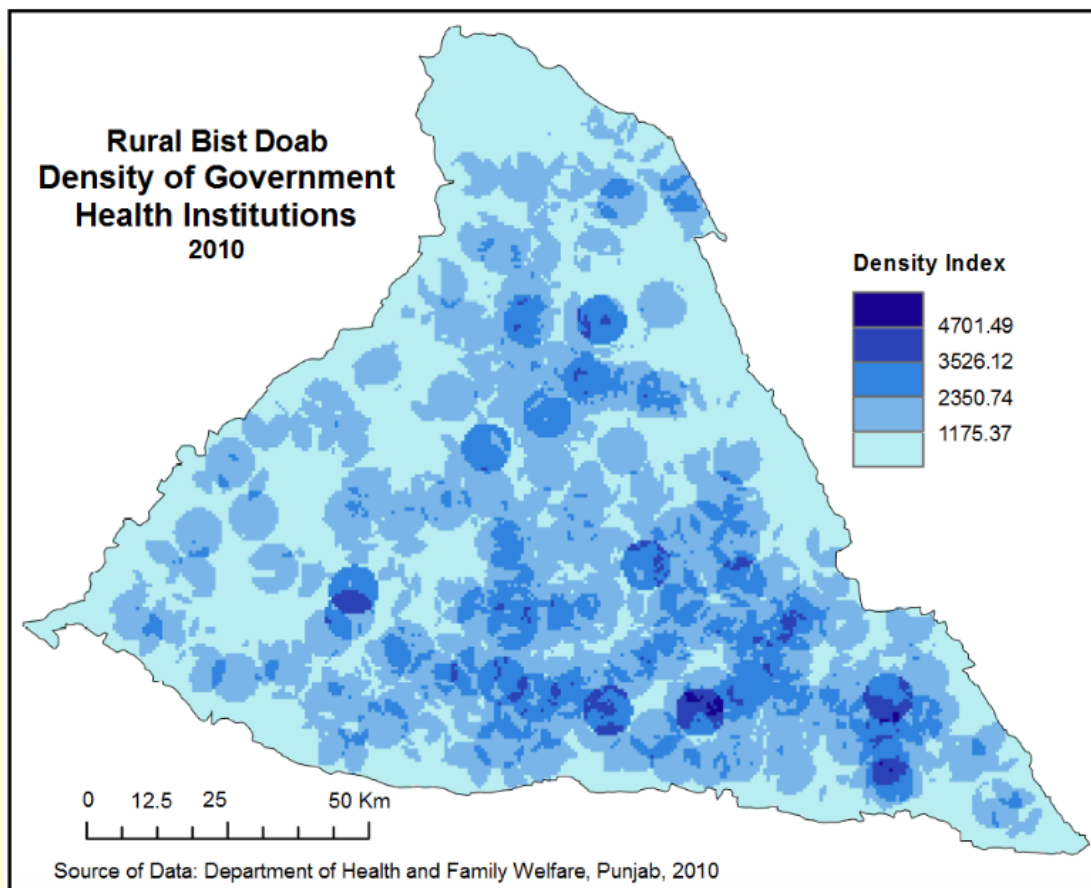 Rural Bist Doab
Density of Government
Health Institutions
2010
Density Index
4701.49
3526.12
2350.74
1175.37
0 12.5 25 50 Km
Source of Data: Department of Health and Family Welfare, Punjab, 2010